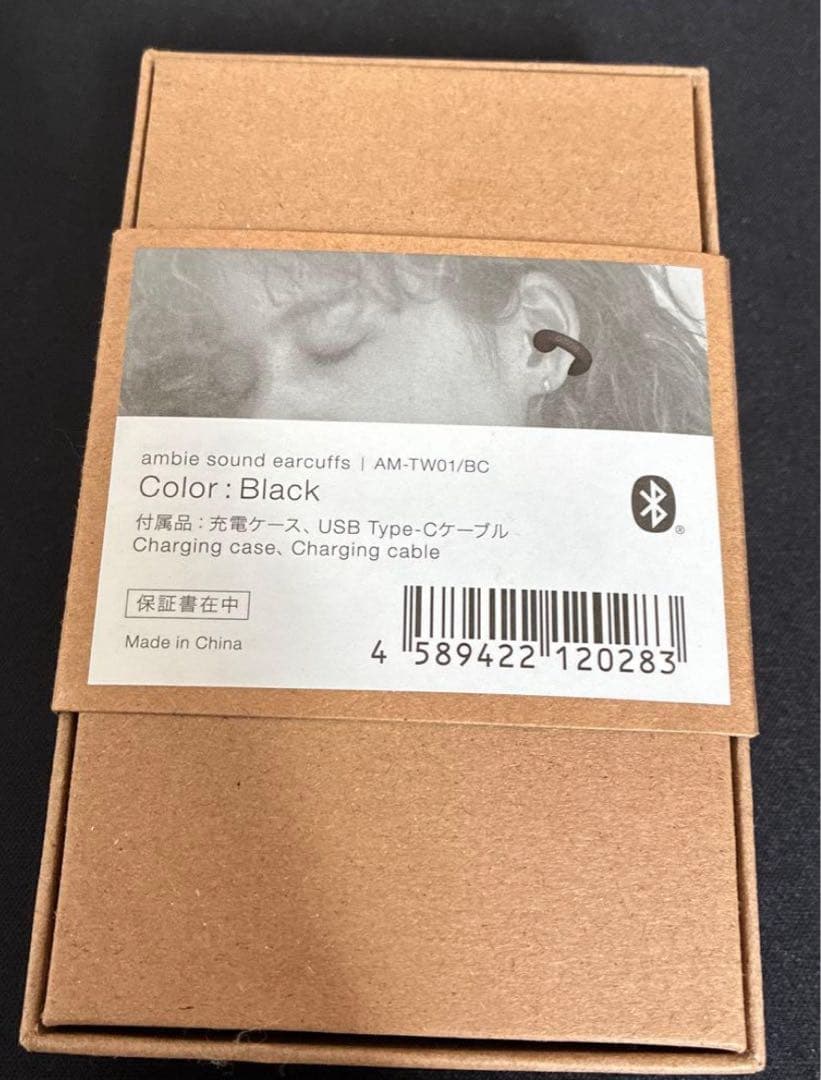 ambie sound earcuffs | AM-TW01/BC
Color : Black
付属品：充電ケース、USB Type-Cケーブル
Charging case、Charging cable
保証書在中
Made in China
4 589422 120283
®